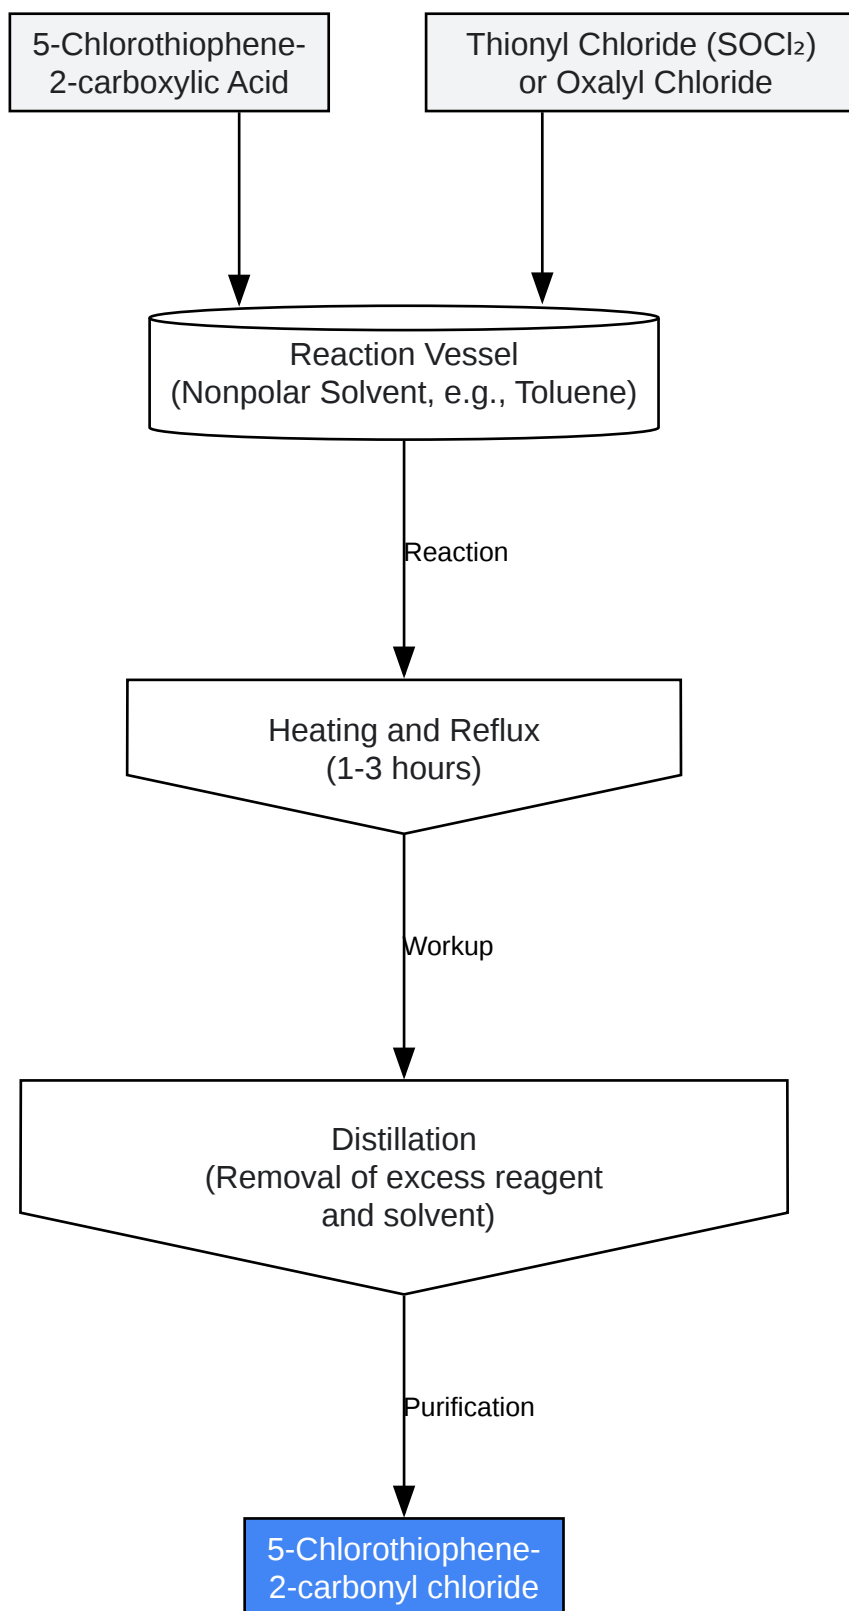 5-Chlorothiophene-
2-carboxylic Acid
Thionyl Chloride (SOCl₂)
or Oxalyl Chloride
Reaction Vessel
(Nonpolar Solvent, e.g., Toluene)
Reaction
Heating and Reflux
(1-3 hours)
Workup
Distillation
(Removal of excess reagent
and solvent)
Purification
5-Chlorothiophene-
2-carbonyl chloride